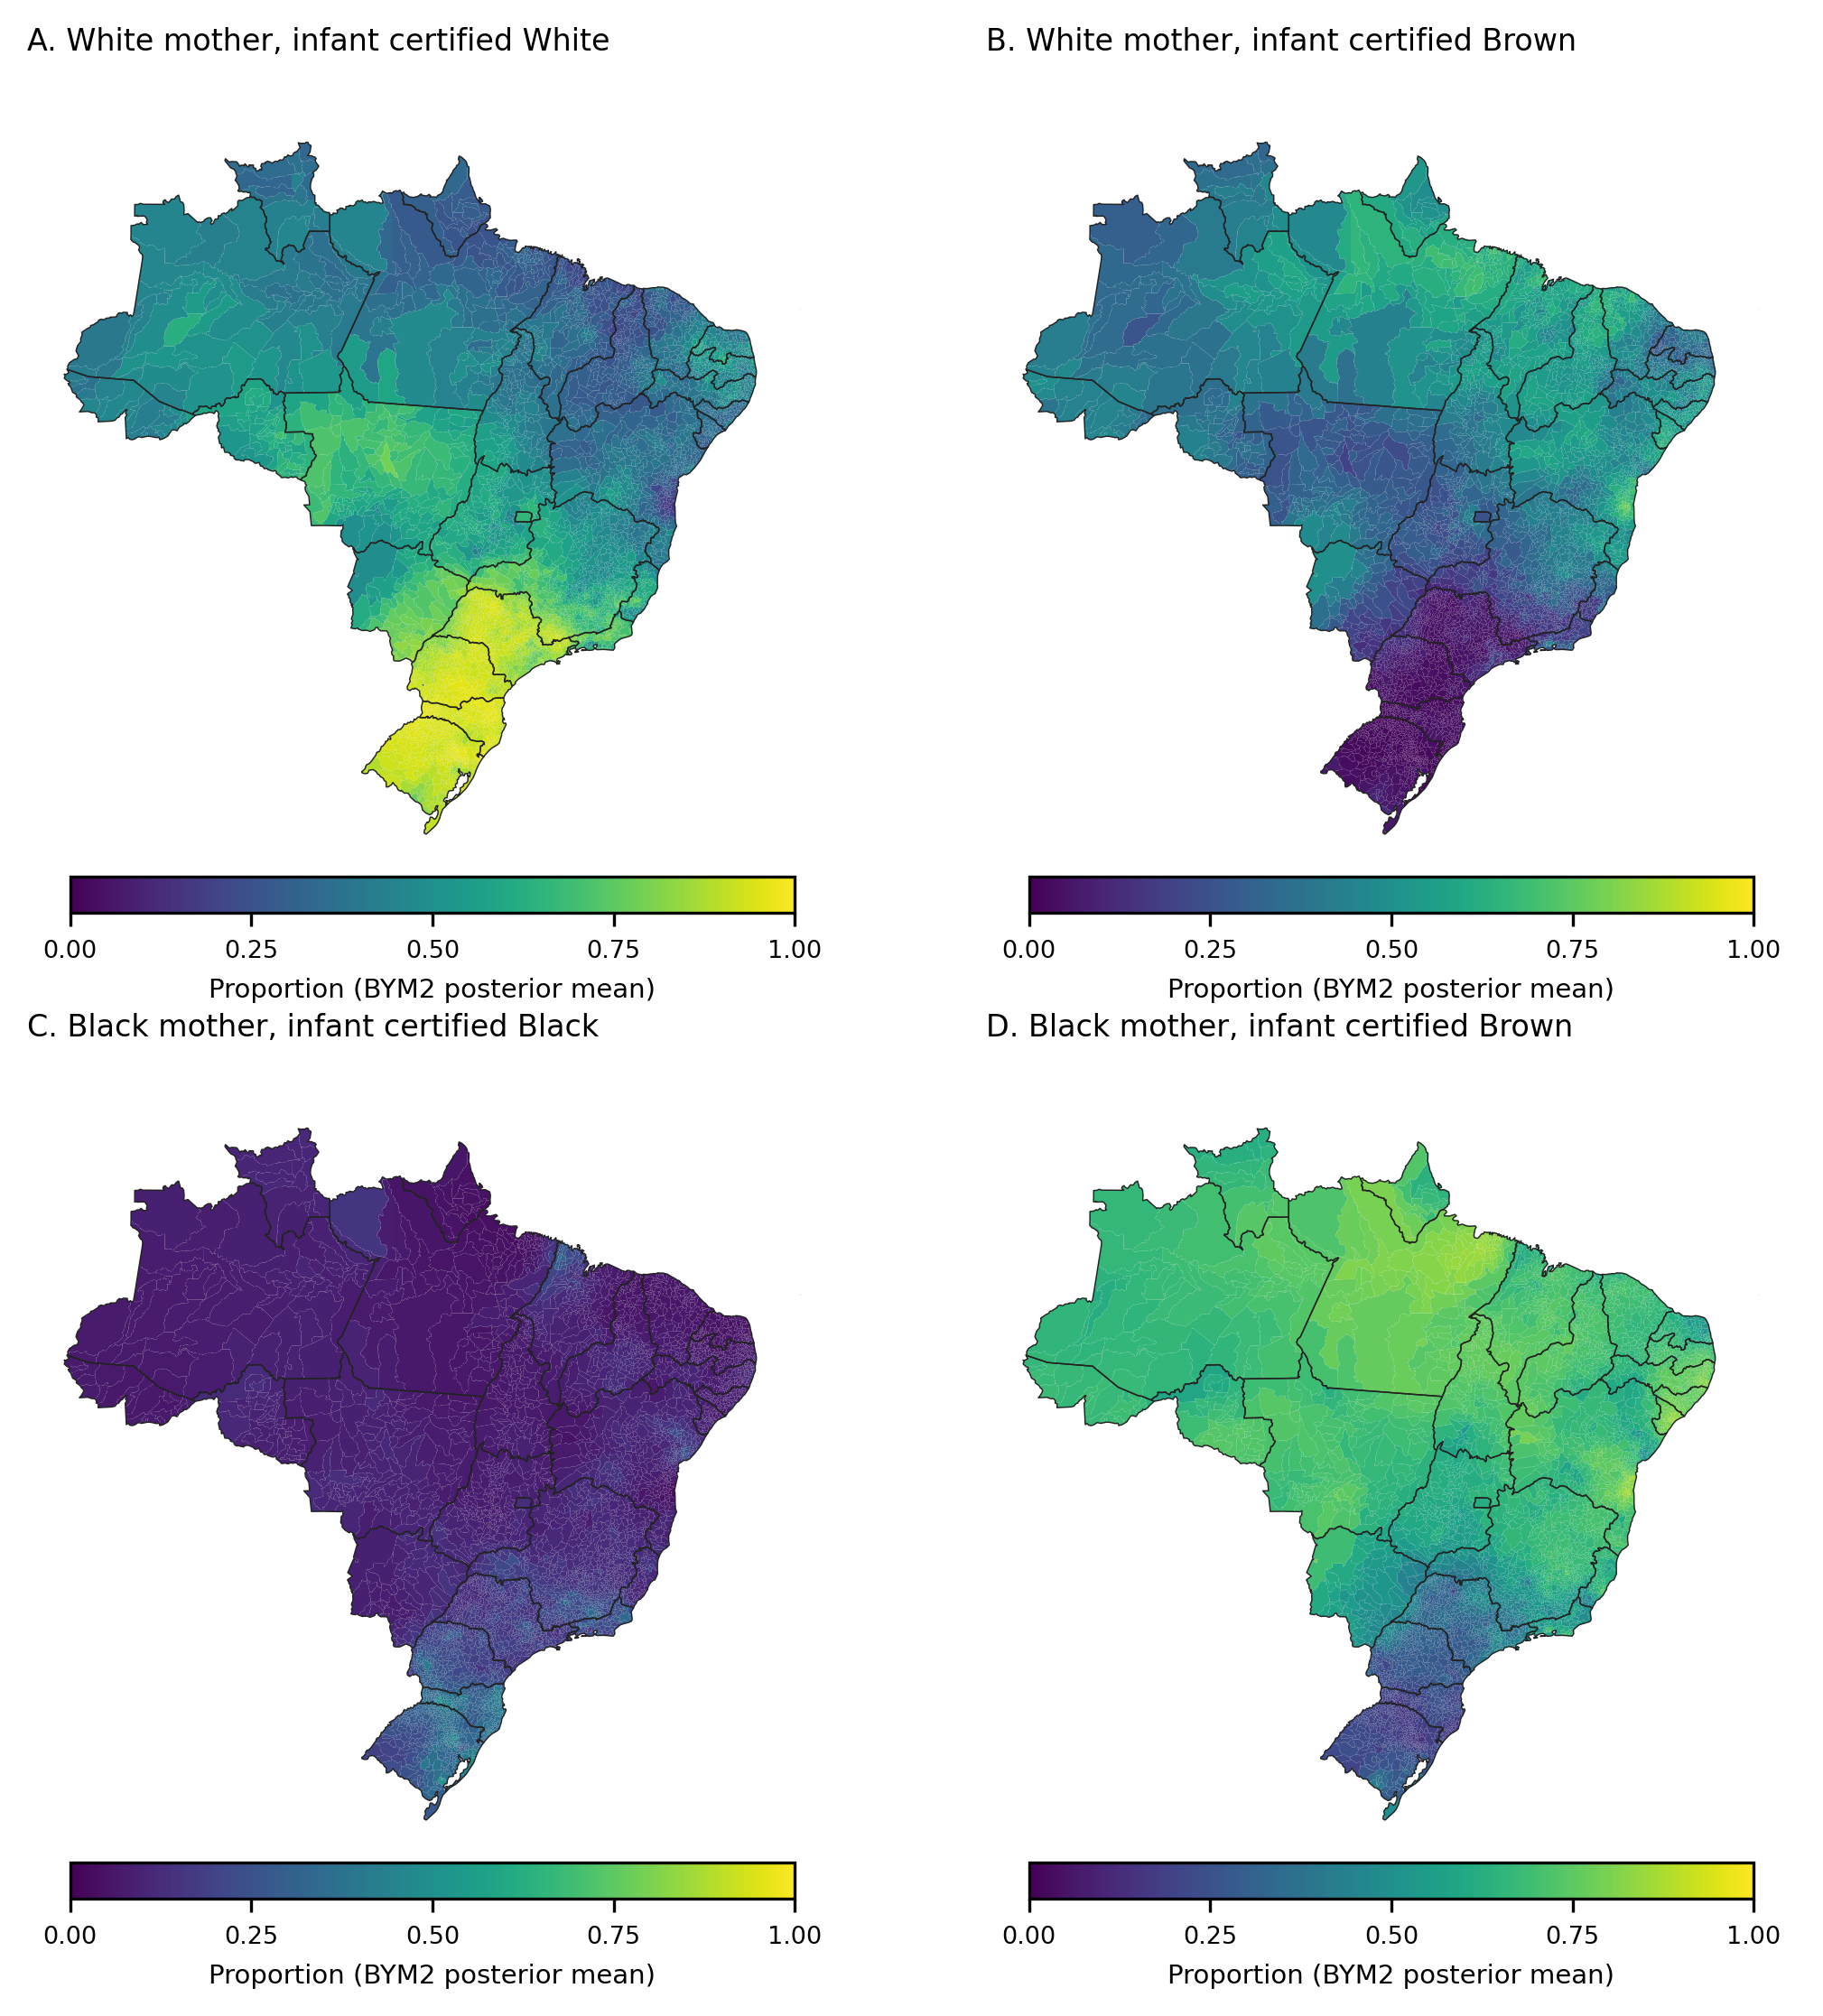 A. White mother, infant certified White
B. White mother, infant certified Brown
0.00 0.25 0.50 0.75 1.00
Proportion (BYM2 posterior mean)
0.00 0.25 0.50 0.75 1.00
Proportion (BYM2 posterior mean)
C. Black mother, infant certified Black
D. Black mother, infant certified Brown
0.00 0.25 0.50 0.75 1.00
Proportion (BYM2 posterior mean)
0.00 0.25 0.50 0.75 1.00
Proportion (BYM2 posterior mean)